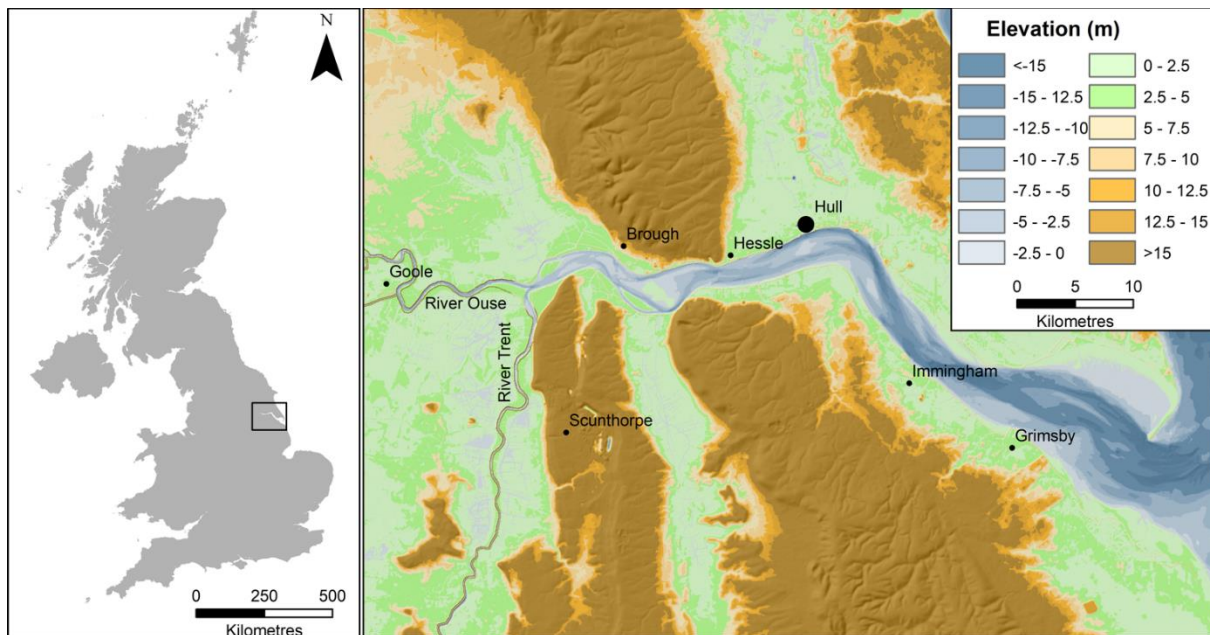 N
0 250 500
Kilometres
Elevation (m)
<-15
-15 - 12.5
-12.5 - -10
-10 - -7.5
-7.5 - -5
-5 - -2.5
-2.5 - 0
0 - 2.5
2.5 - 5
5 - 7.5
7.5 - 10
10 - 12.5
12.5 - 15
>15
0 5 10
Kilometres
Hull
Brough
Hessle
Goole
River Ouse
River Trent
Immingham
Scunthorpe
Grimsby